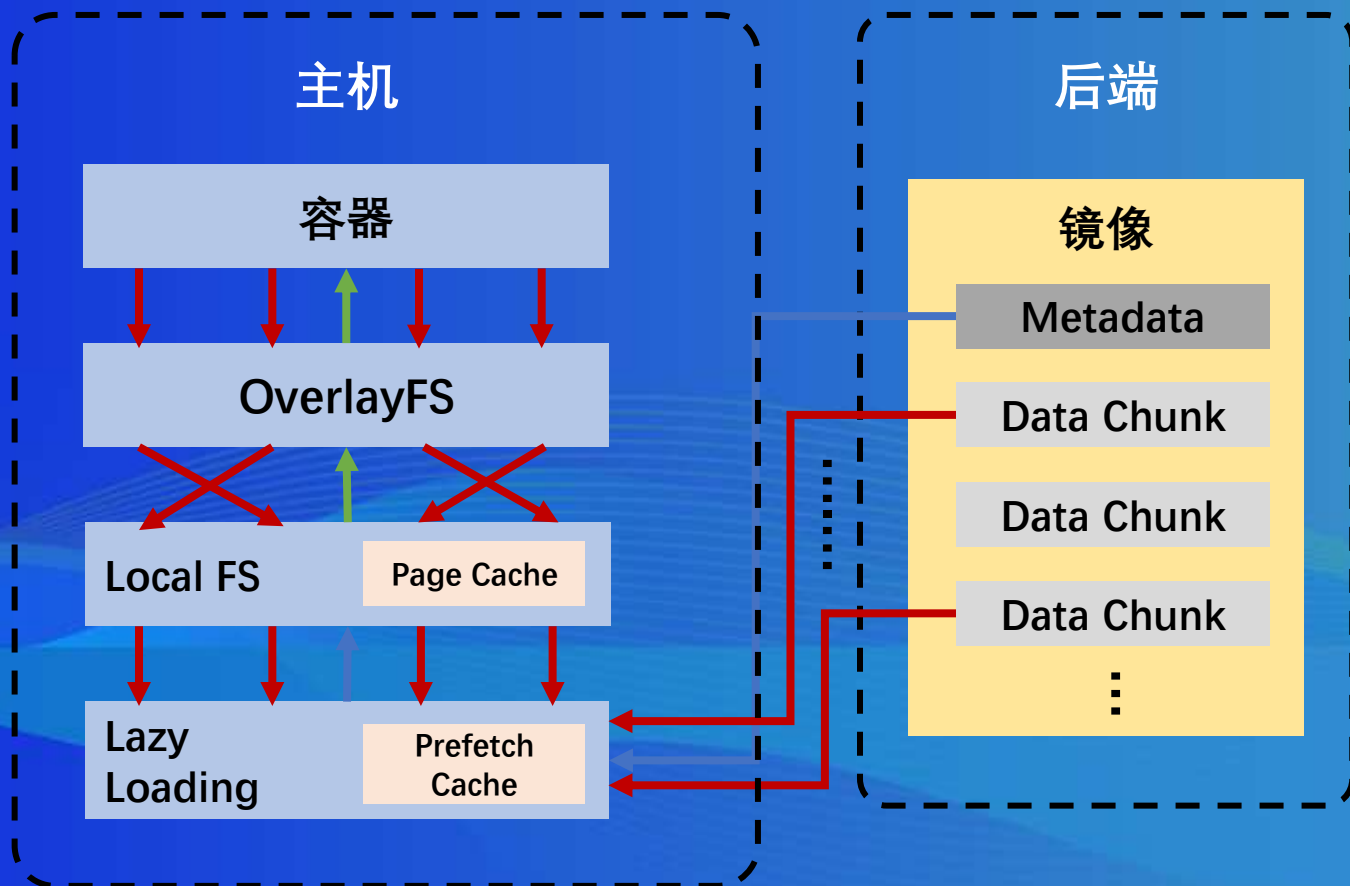 主机
容器
OverlayFS
Local FS
Page Cache
Lazy
Loading
Prefetch
Cache
后端
镜像
Metadata
Data Chunk
Data Chunk
Data Chunk